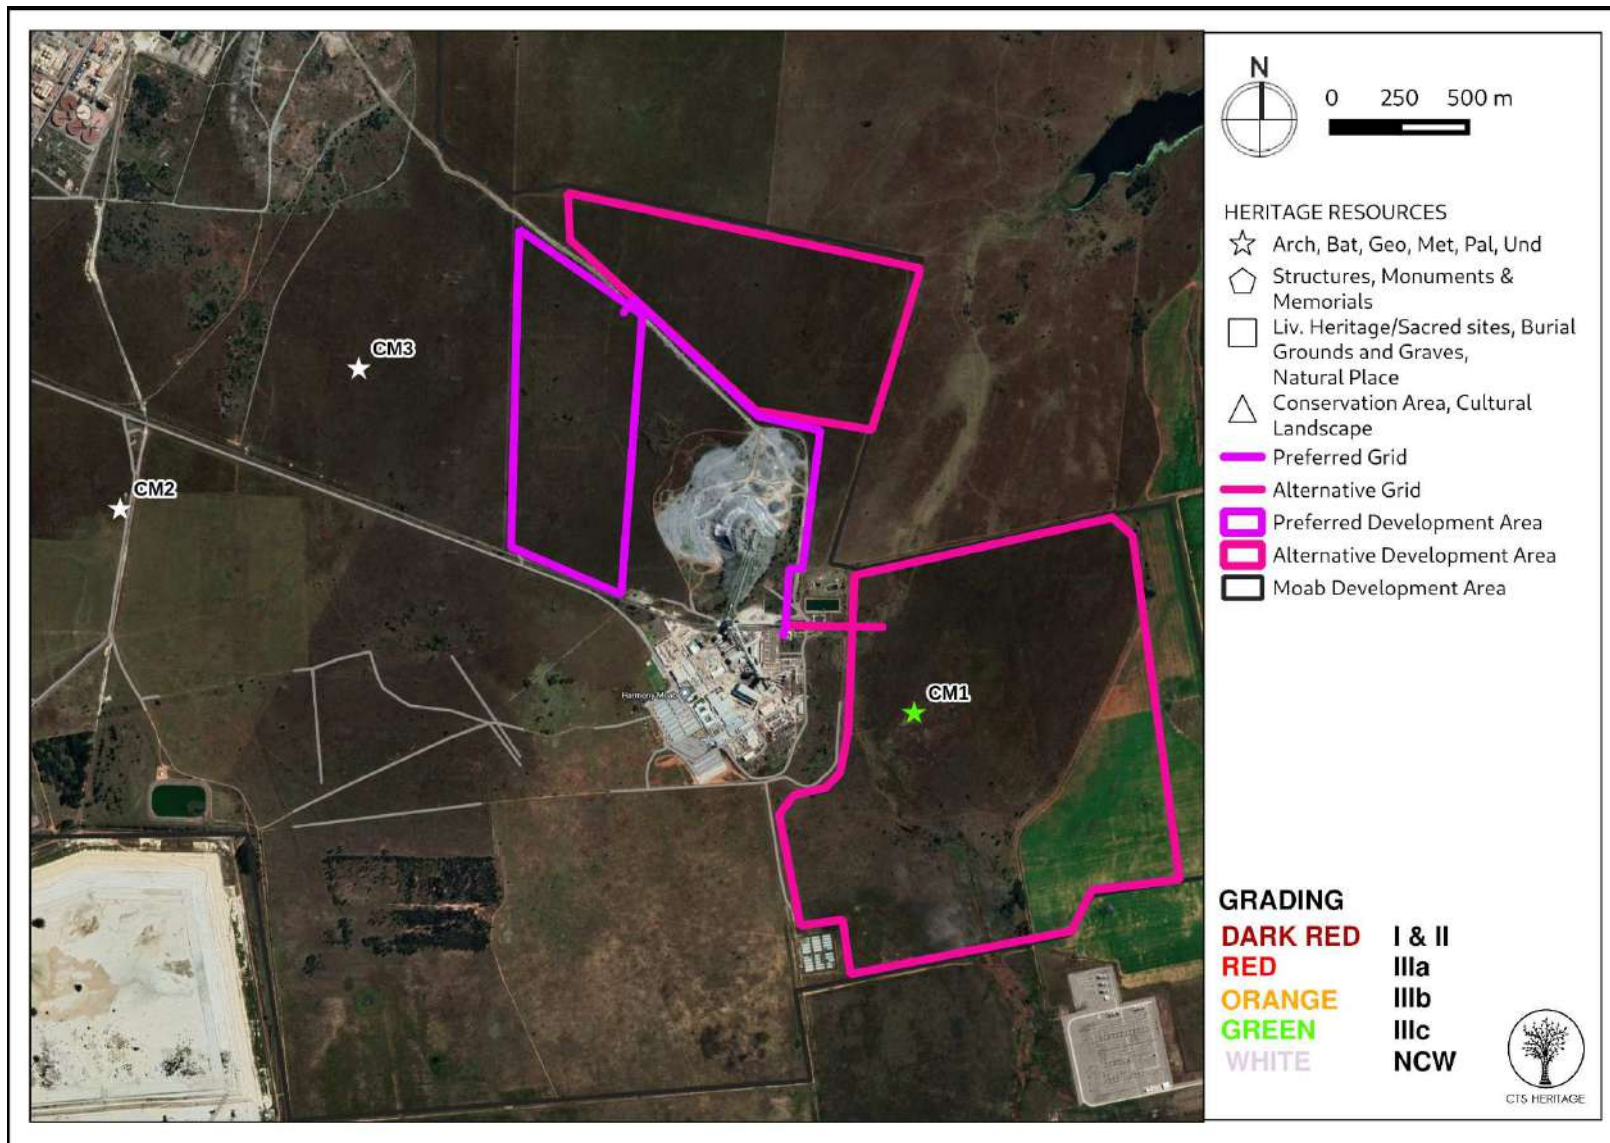 N
0 250 500 m
HERITAGE RESOURCES
Arch, Bat, Geo, Met, Pal, Und
Structures, Monuments &
Memorials
Liv. Heritage/Sacred sites, Burial
Grounds and Graves,
Natural Place
Conservation Area, Cultural
Landscape
Preferred Grid
Alternative Grid
Preferred Development Area
Alternative Development Area
Moab Development Area
CM3
CM2
CM1
Harmony Moab
GRADING
DARK RED I & II
RED IIIa
ORANGE IIIb
GREEN IIIc
WHITE NCW
CTS HERITAGE